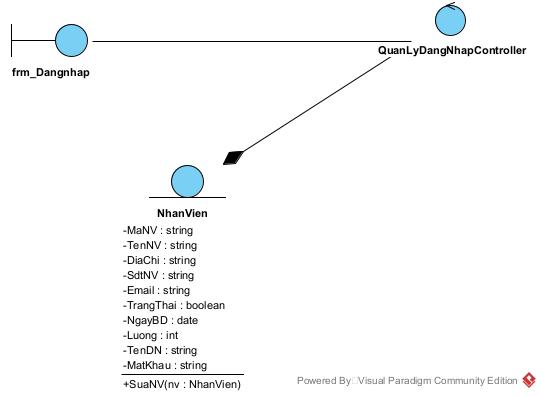 frm_Dangnhap
QuanLyDangNhapController
NhanVien
-MaNV : string
-TenNV : string
-DiaChi : string
-SdtNV : string
-Email : string
-TrangThai : boolean
-NgayBD : date
-Luong : int
-TenDN : string
-MatKhau : string
+SuaNV(nv : NhanVien)
Powered By Visual Paradigm Community Edition